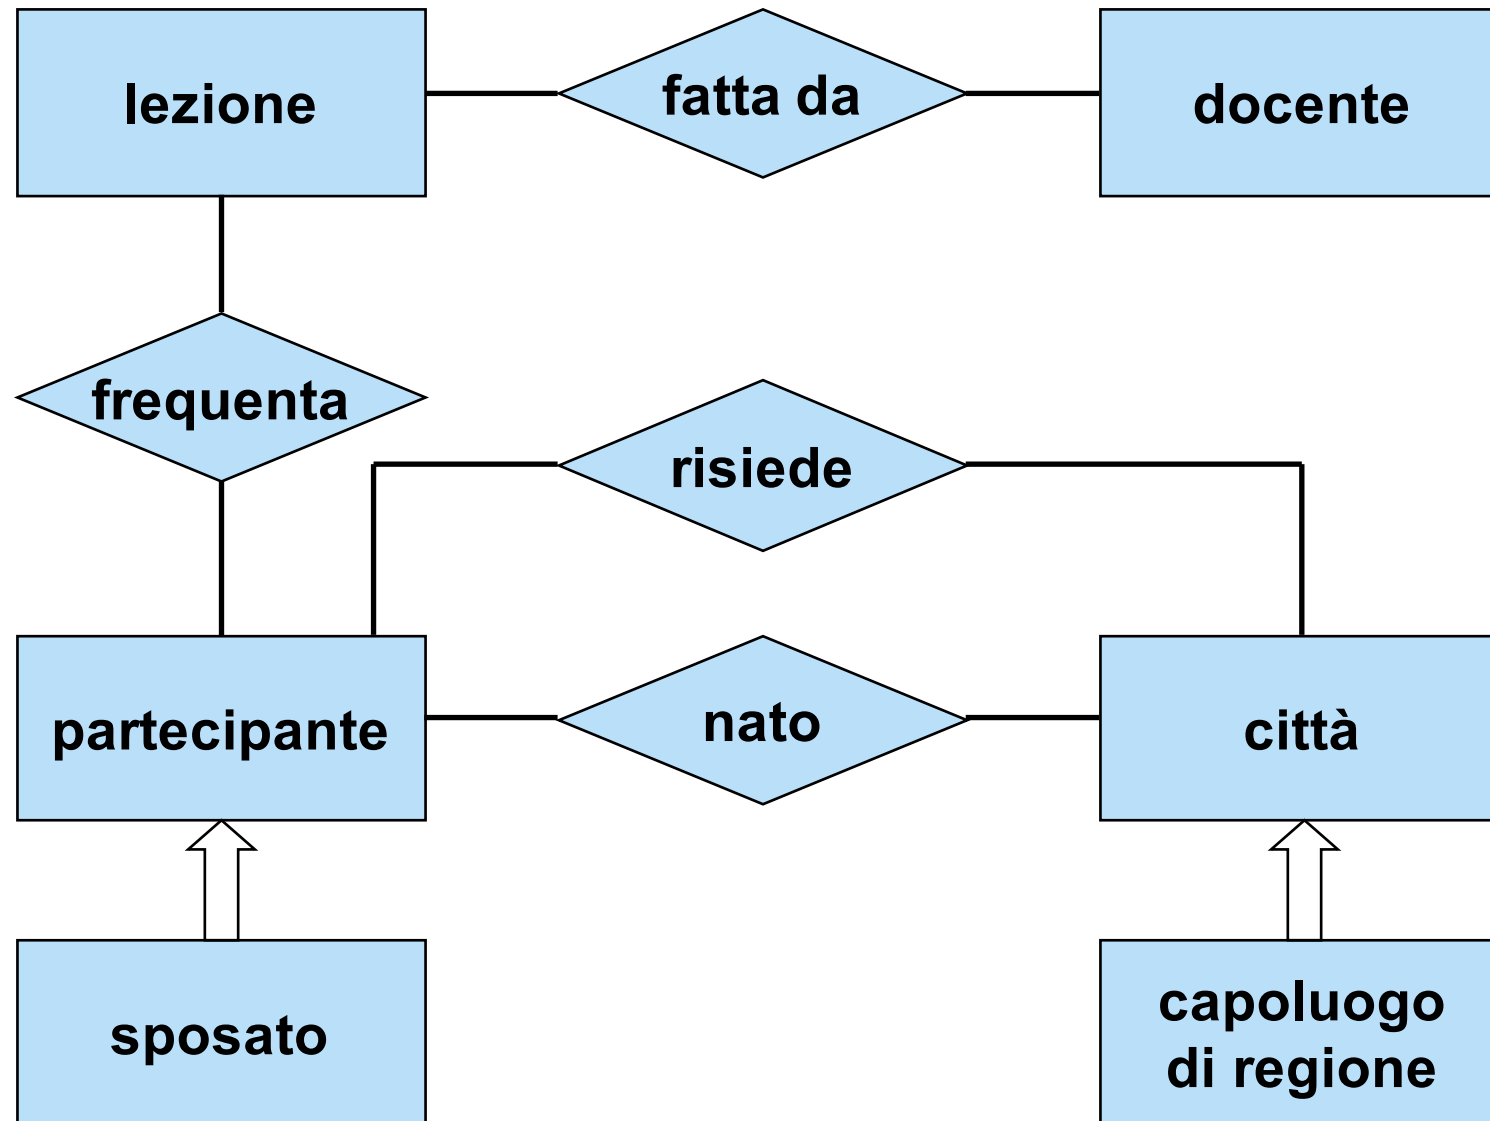 lezione
fatta da
docente
frequenta
risiede
partecipante
nato
città
sposato
capoluogo
di regione